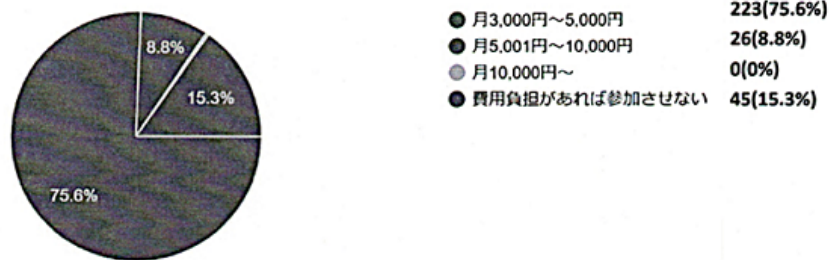 8.8%
15.3%
75.6%
月3,000円～5,000円 223(75.6%)
月5,001円～10,000円 26(8.8%)
月10,000円～ 0(0%)
費用負担があれば参加させない 45(15.3%)